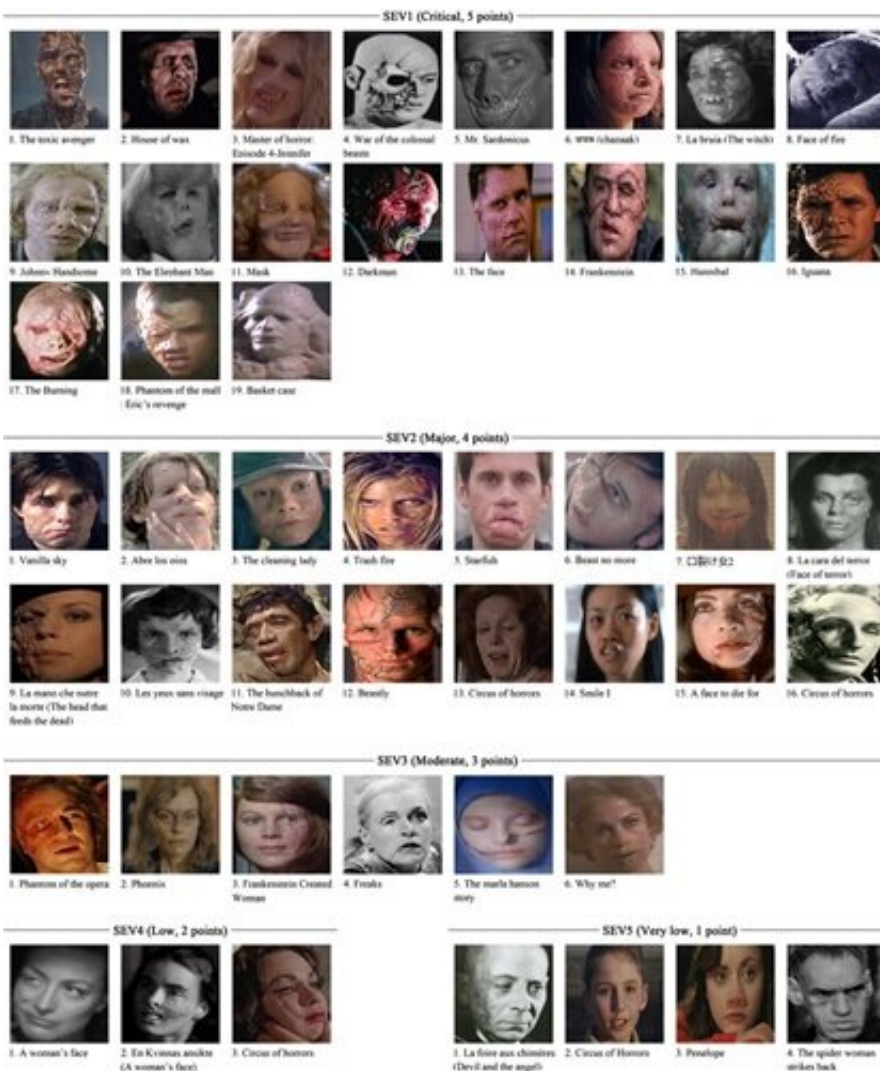 SEV1 (Critical, 5 points)
1. The toxic avenger
2. House of wax
3. Master of horror:
Episode 4-Jennifer
4. War of the colossal
beasts
5. Mr. Sardonicus
6. (chanaak)
7. La bruia (The witch)
8. Face of fire
9. Johnny Handsome
10. The Elephant Man
11. Mask
12. Darkman
13. The face
14. Frankenstein
15. Hannibal
16. Iguana
17. The Burning
18. Phantom of the mall
: Eric's revenge
19. Basket case
SEV2 (Major, 4 points)
1. Vanilla sky
2. Abre los oios
3. The cleaning lady
4. Trash fire
5. Starfish
6. Beast no more
7. 口裂け女2
8. La cara del terror
(Face of terror)
9. La mano che nutre
la morte (The head that
feeds the dead)
10. Les yeux sans visage
11. The hunchback of
Notre Dame
12. Beastly
13. Circus of horrors
14. Smile I
15. A face to die for
16. Circus of horrors
SEV3 (Moderate, 3 points)
1. Phantom of the opera
2. Phoenix
3. Frankenstein Created
Woman
4. Freaks
5. The marla hanson
story
6. Why me?
SEV4 (Low, 2 points)
1. A woman's face
2. En Kvinnas ansikte
(A woman's face)
3. Circus of horrors
SEV5 (Very low, 1 point)
1. La foire aux chimères
(Devil and the angel)
2. Circus of Horrors
3. Penelope
4. The spider woman
strikes back